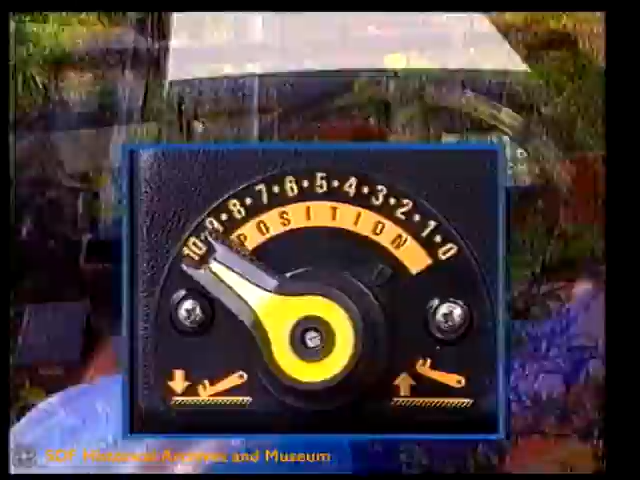 10•9•8•7•6•5•4•3•2•1•0
POSITION
SDF Historical Archives and Museum